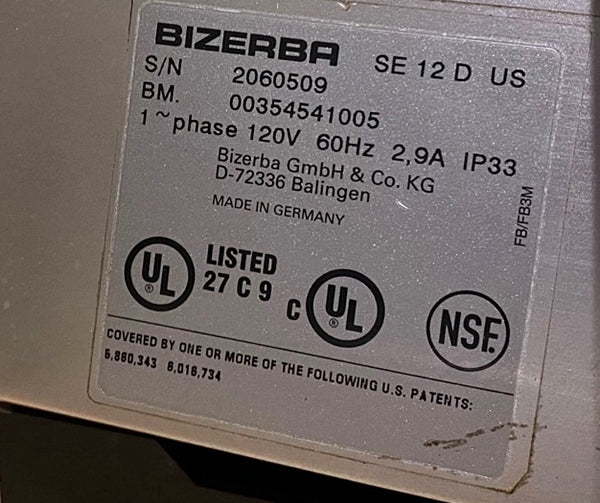 BIZERBA SE 12 D US
S/N 2060509
BM. 00354541005
1 ~ phase 120V 60Hz 2,9A IP33
Bizerba GmbH & Co. KG
D-72336 Balingen
MADE IN GERMANY
FB/FB3M
UL ® LISTED 27 C 9
C UL ®
NSF.
COVERED BY ONE OR MORE OF THE FOLLOWING U.S. PATENTS:
5,860,343 6,016,734